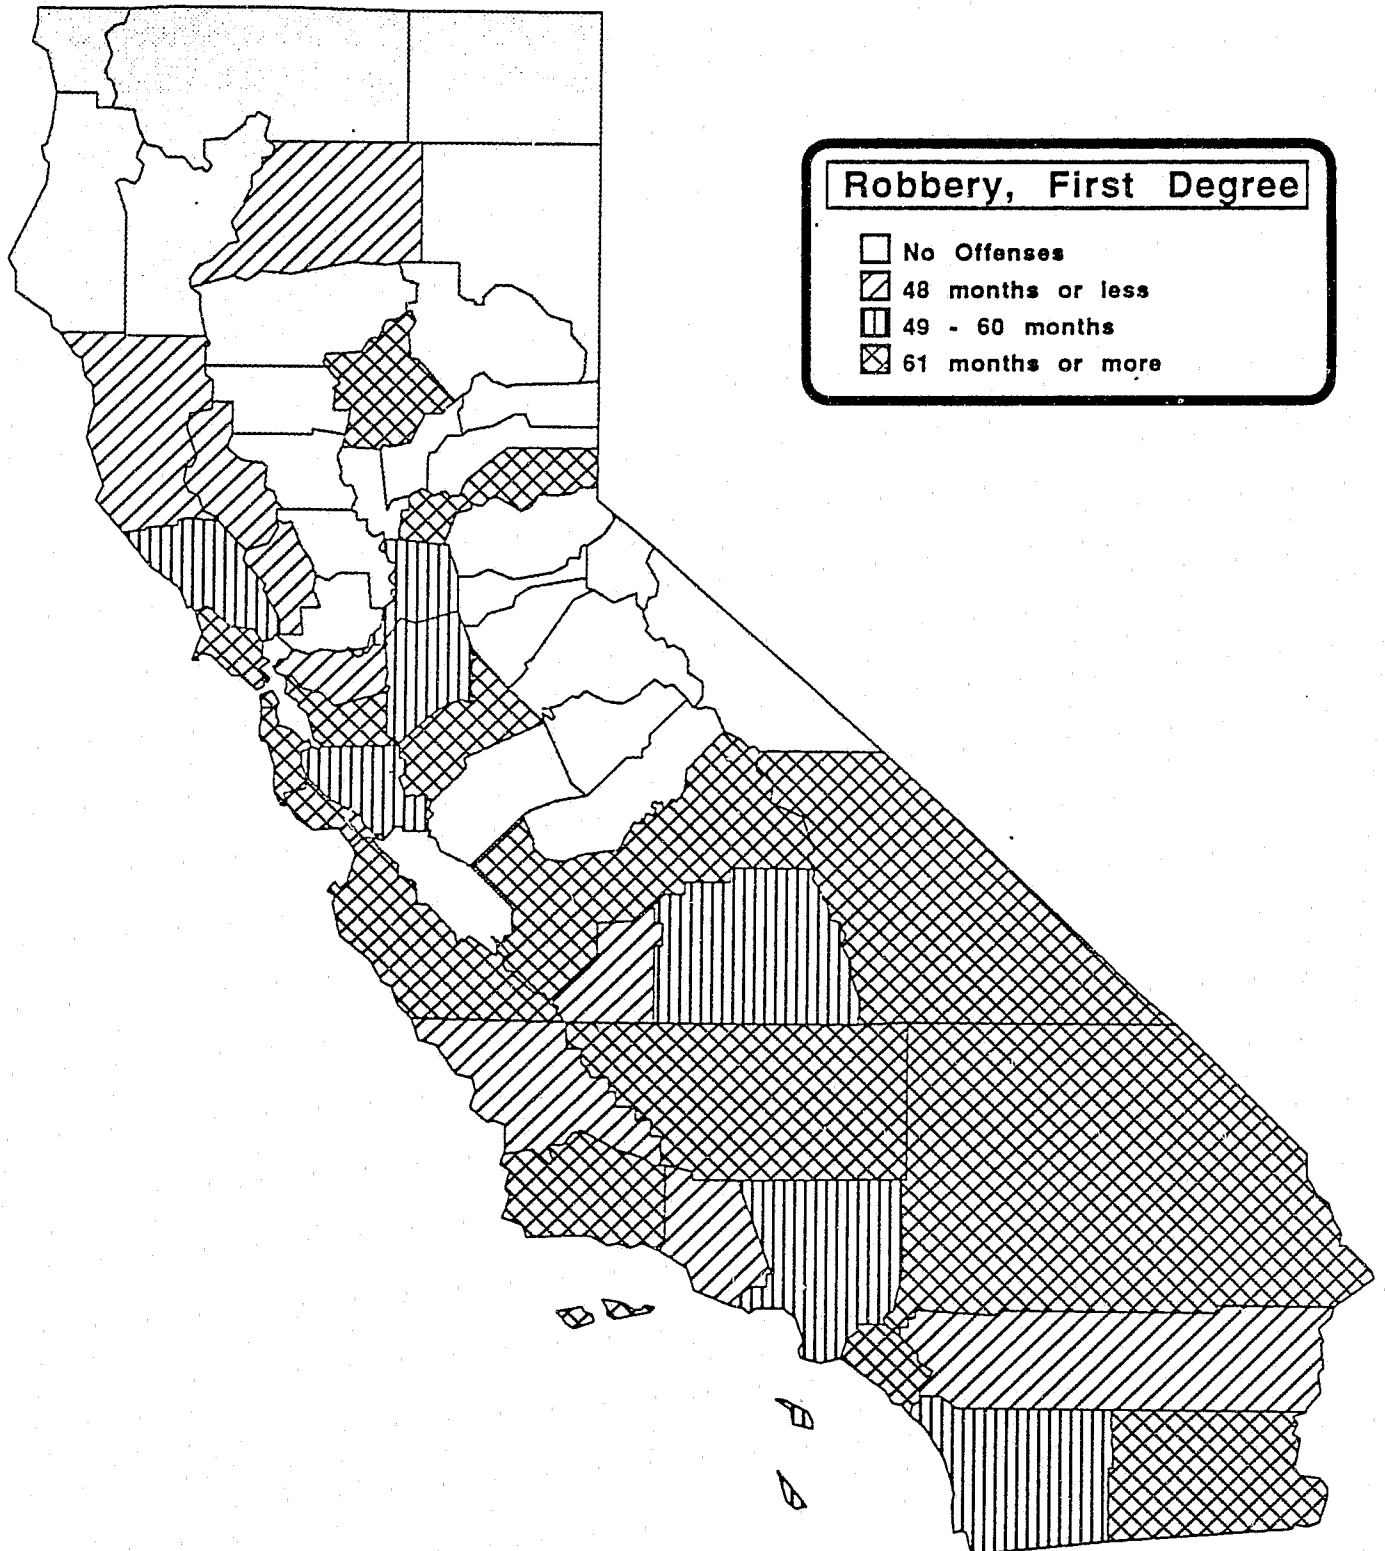 Robbery, First Degree
No Offenses
48 months or less
49 - 60 months
61 months or more